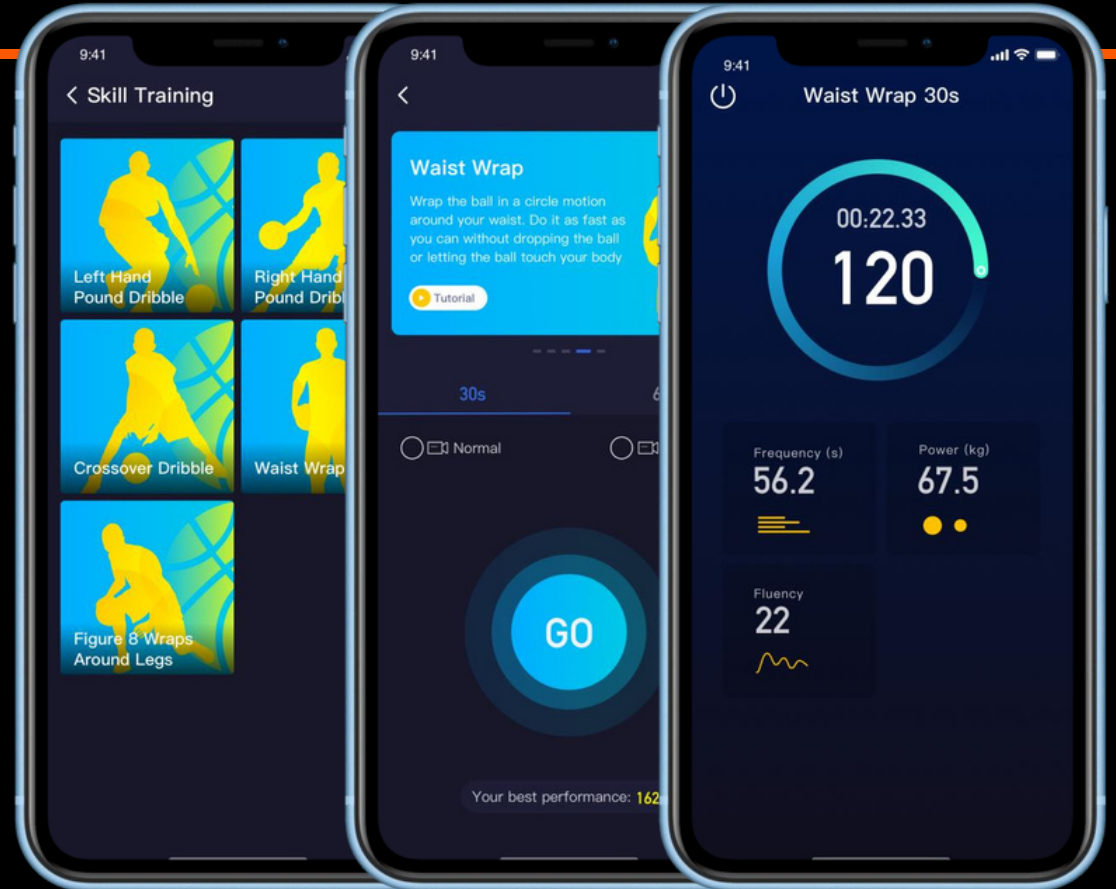 9:41
Skill Training
Left Hand
Pound Dribble
Right Hand
Pound
Crossover Dribble
Waist Wrap
Figure 8 Wraps
Around Legs
9:41
Waist Wrap
Wrap the ball in a circle motion
around your waist. Do it as fast as
you can without dropping the ball
or letting the ball touch your body
Tutorial
30s
Normal
GO
Your best performance: 162
9:41
Waist Wrap 30s
00:22.33
120
Frequency (s)
56.2
Power (kg)
67.5
Fluency
22